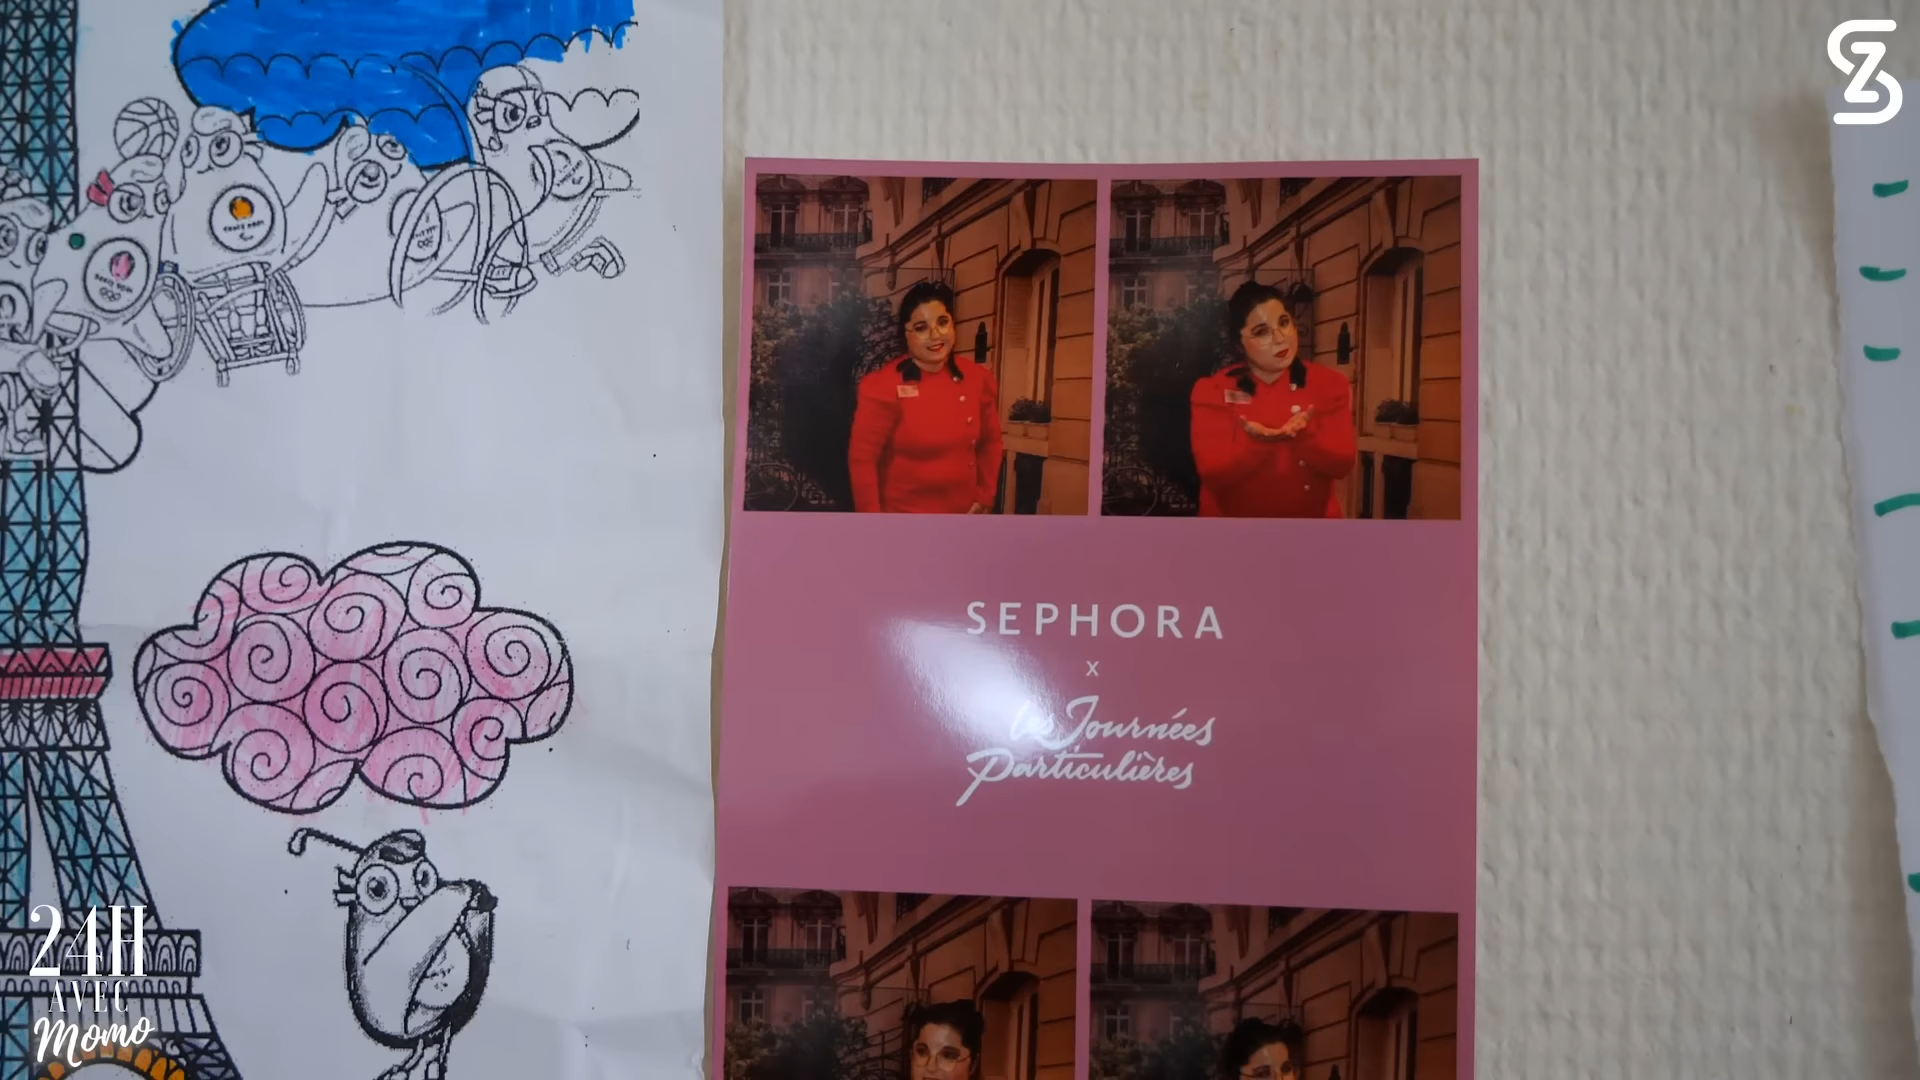 SEPHORA
x
Les Journées
Particulières
24H
AVEC
Momo